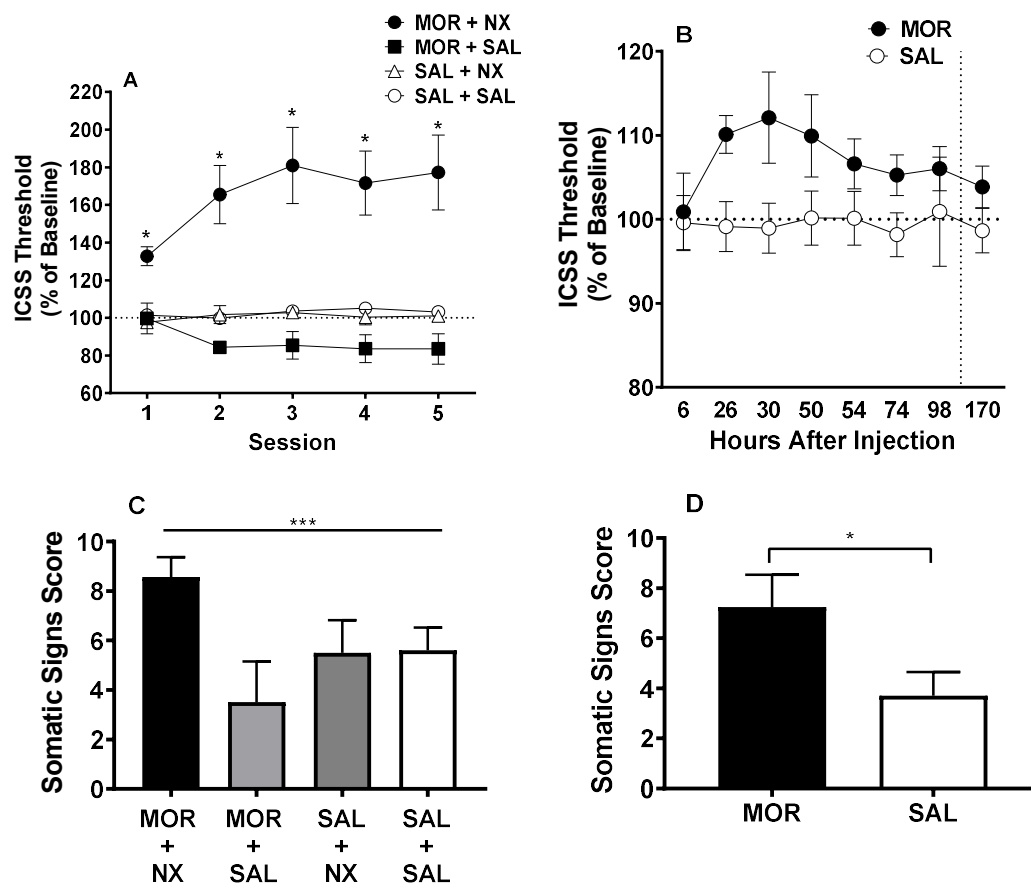 MOR + NX
MOR + SAL
SAL + NX
SAL + SAL
A
ICSS Threshold
(% of Baseline)
220
200
180
160
140
120
100
80
60
*
*
*
*
*
1 2 3 4 5
Session
B
MOR
SAL
ICSS Threshold
(% of Baseline)
120
110
100
90
80
6 26 30 50 54 74 98 170
Hours After Injection
C
***
Somatic Signs Score
10
8
6
4
2
0
MOR MOR SAL SAL
+ + + +
NX SAL NX SAL
D
*
Somatic Signs Score
10
8
6
4
2
0
MOR SAL